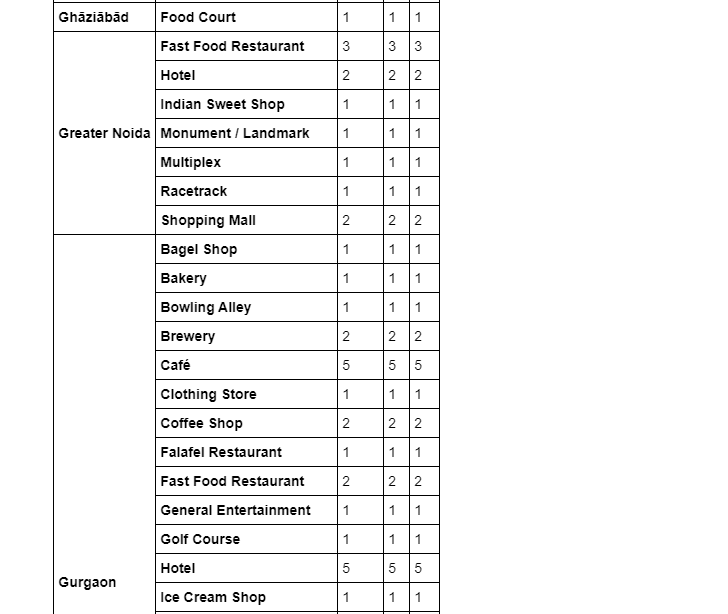 Ghāziābād Food Court 1 1 1
Fast Food Restaurant 3 3 3
Hotel 2 2 2
Indian Sweet Shop 1 1 1
Greater Noida Monument / Landmark 1 1 1
Multiplex 1 1 1
Racetrack 1 1 1
Shopping Mall 2 2 2
Bagel Shop 1 1 1
Bakery 1 1 1
Bowling Alley 1 1 1
Brewery 2 2 2
Café 5 5 5
Clothing Store 1 1 1
Coffee Shop 2 2 2
Falafel Restaurant 1 1 1
Fast Food Restaurant 2 2 2
General Entertainment 1 1 1
Golf Course 1 1 1
Hotel 5 5 5
Gurgaon
Ice Cream Shop 1 1 1